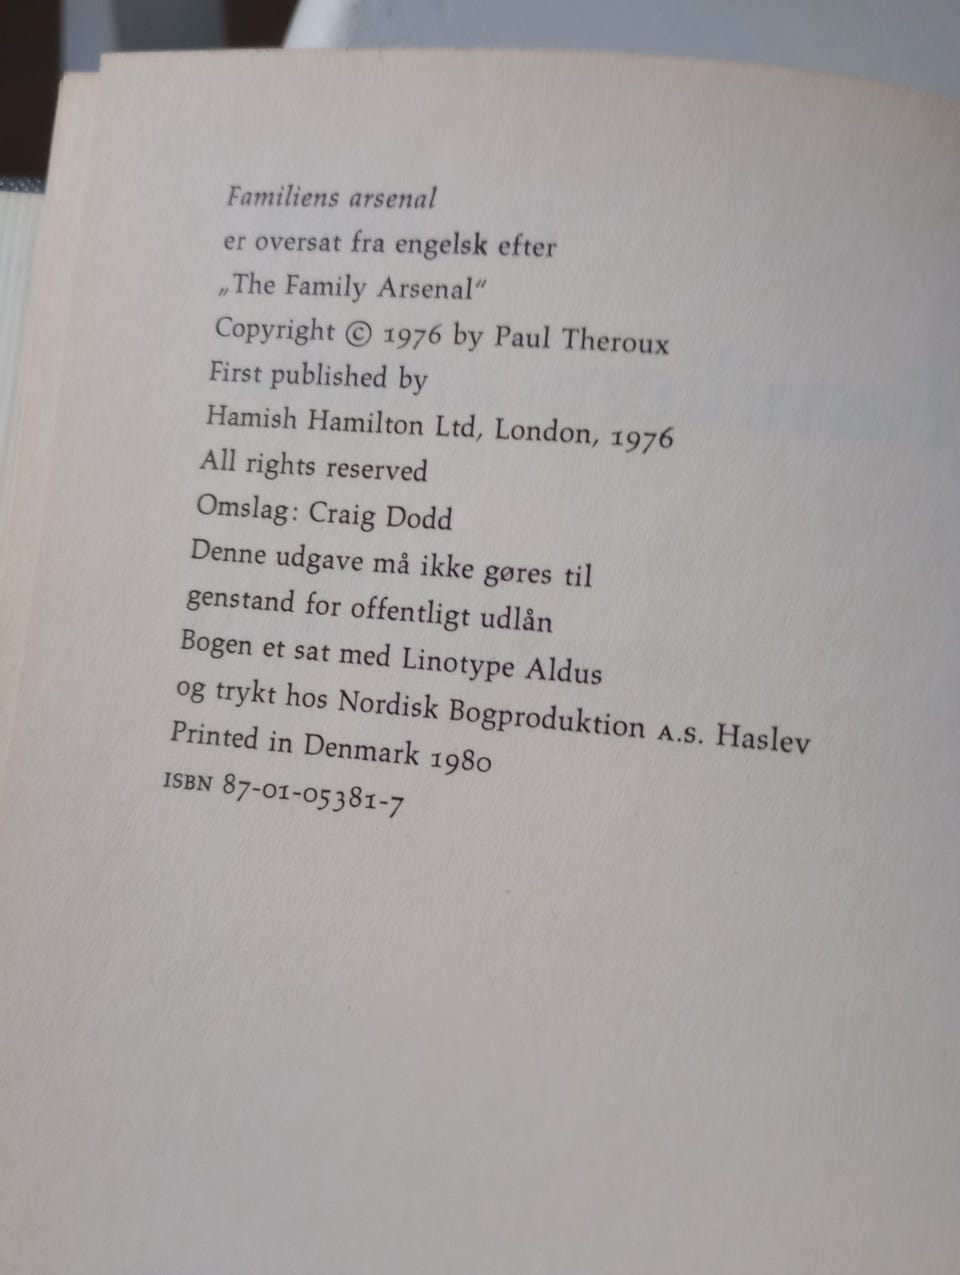 Familiens arsenal
er oversat fra engelsk efter
„The Family Arsenal“
Copyright © 1976 by Paul Theroux
First published by
Hamish Hamilton Ltd, London, 1976
All rights reserved
Omslag: Craig Dodd
Denne udgave må ikke gøres til
genstand for offentligt udlån
Bogen et sat med Linotype Aldus
og trykt hos Nordisk Bogproduktion A.S. Haslev
Printed in Denmark 1980
ISBN 87-01-05381-7